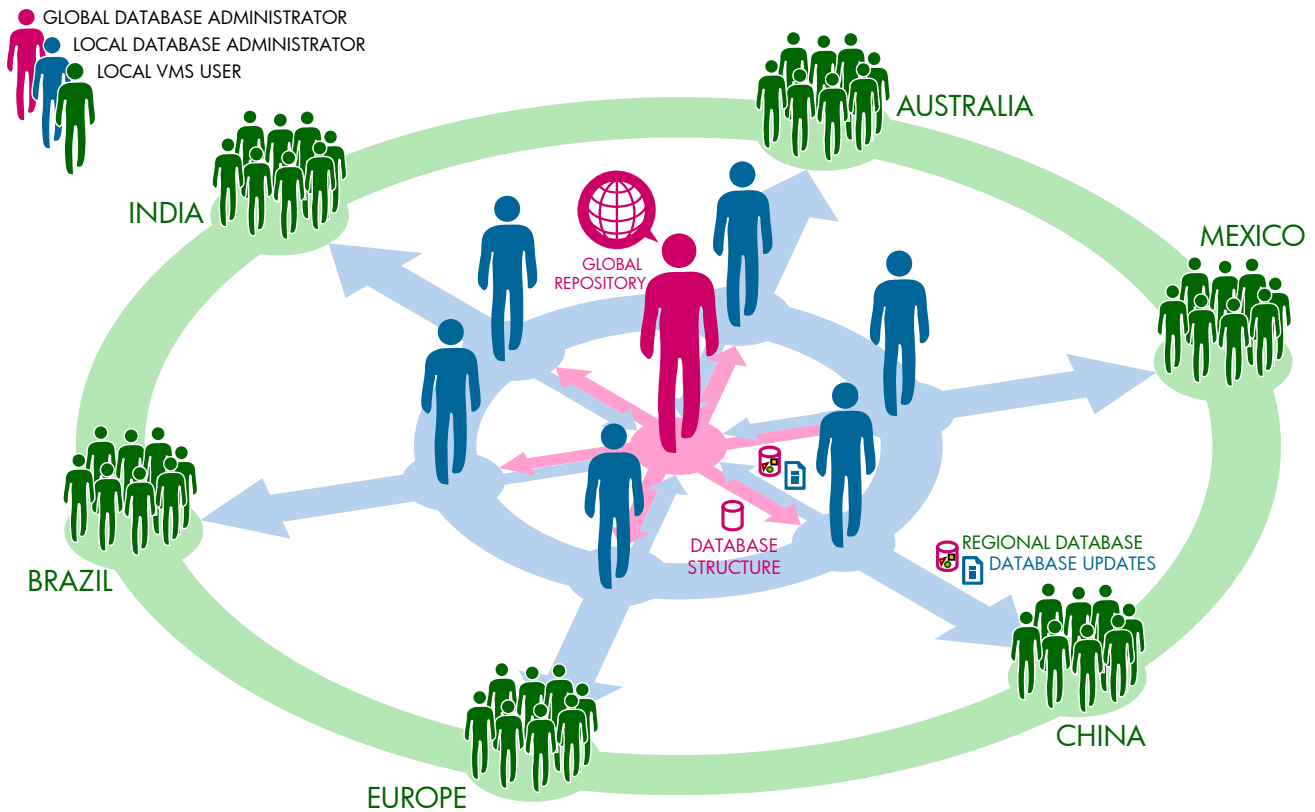 GLOBAL DATABASE ADMINISTRATOR
LOCAL DATABASE ADMINISTRATOR
LOCAL VMS USER
AUSTRALIA
INDIA
MEXICO
GLOBAL
REPOSITORY
DATABASE
STRUCTURE
REGIONAL DATABASE
DATABASE UPDATES
BRAZIL
CHINA
EUROPE